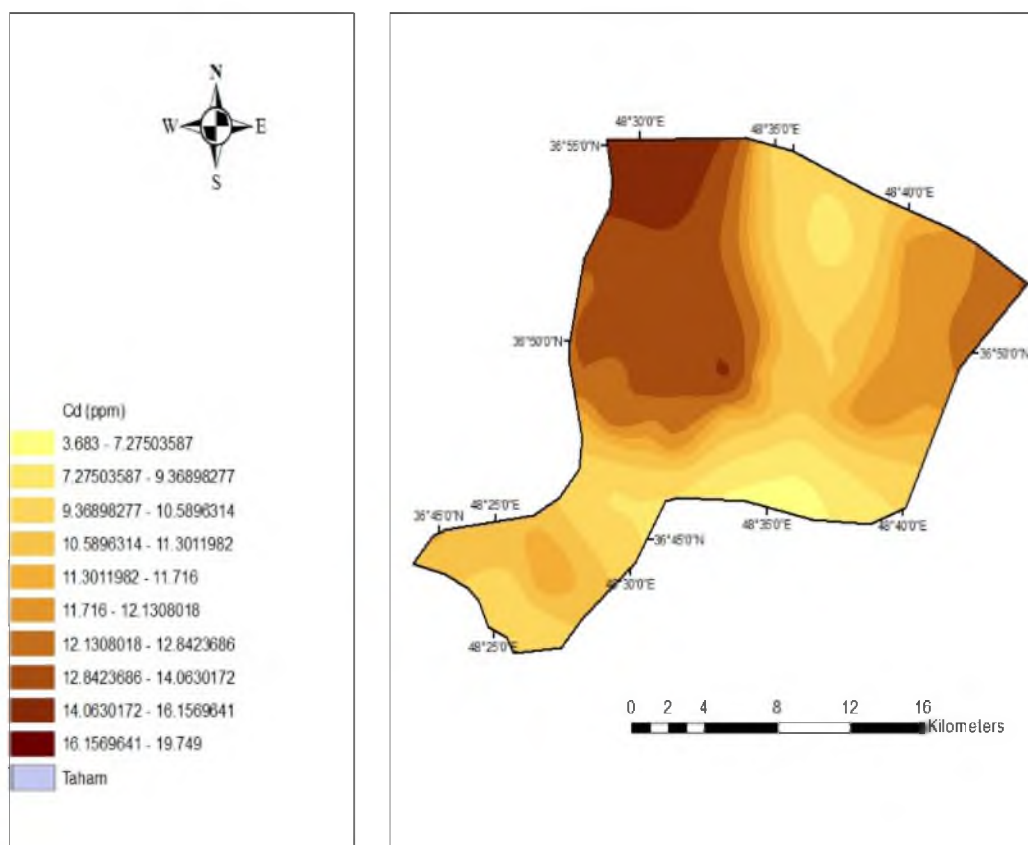 N
W E
S
Cd (ppm)
3.683 - 7.27503587
7.27503587 - 9.36898277
9.36898277 - 10.5896314
10.5896314 - 11.3011982
11.3011982 - 11.716
11.716 - 12.1308018
12.1308018 - 12.8423686
12.8423686 - 14.0630172
14.0630172 - 16.1569641
16.1569641 - 19.749
Taham
48°30'0"E
48°35'0"E
36°55'0"N
48°40'0"E
36°50'0"N
36°50'0"N
48°25'0"E
36°45'0"N
48°35'0"E
48°40'0"E
36°45'0"N
48°30'0"E
48°25'0"E
0 2 4 8 12 16
Kilometers